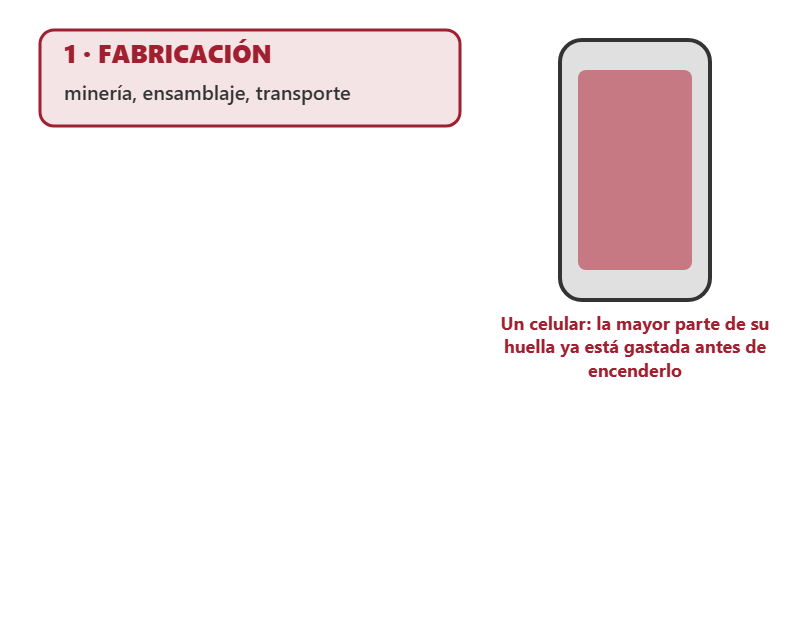 1 · FABRICACIÓN
minería, ensamblaje, transporte
Un celular: la mayor parte de su
huella ya está gastada antes de
encenderlo